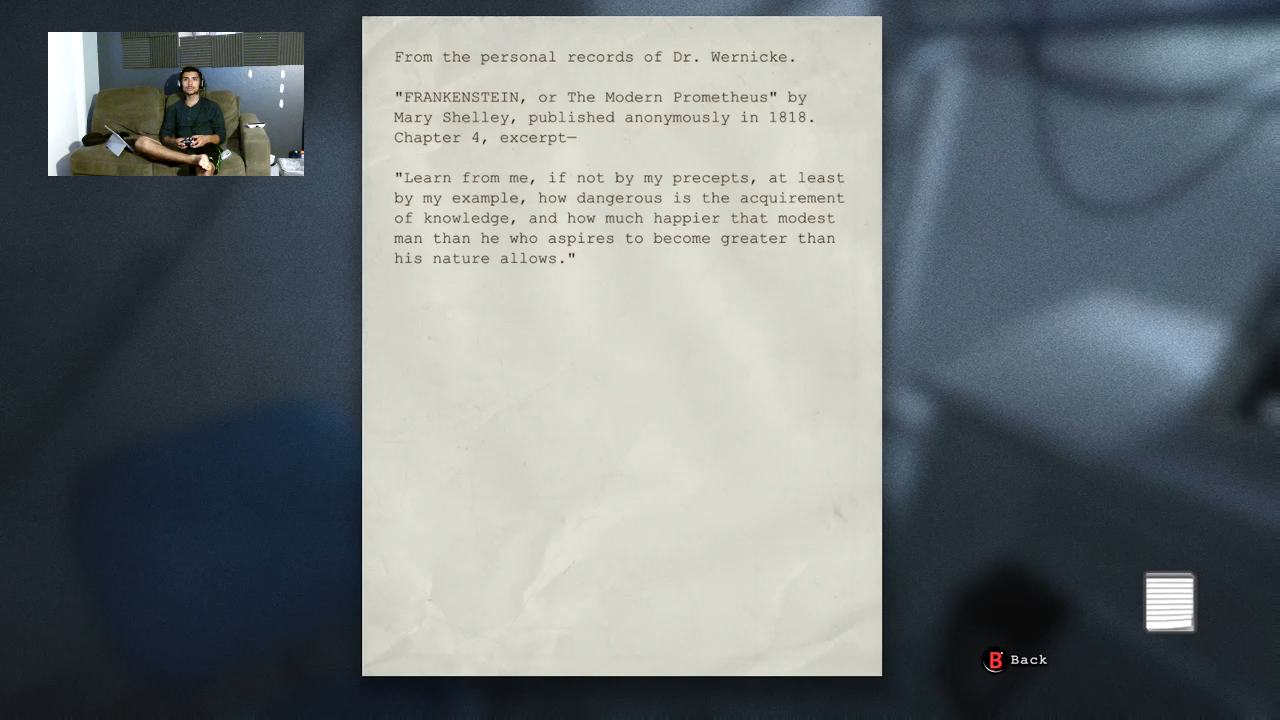 From the personal records of Dr. Wernicke.
"FRANKENSTEIN, or The Modern Prometheus" by
Mary Shelley, published anonymously in 1818.
Chapter 4, excerpt—
"Learn from me, if not by my precepts, at least
by my example, how dangerous is the acquirement
of knowledge, and how much happier that modest
man than he who aspires to become greater than
his nature allows."
B Back